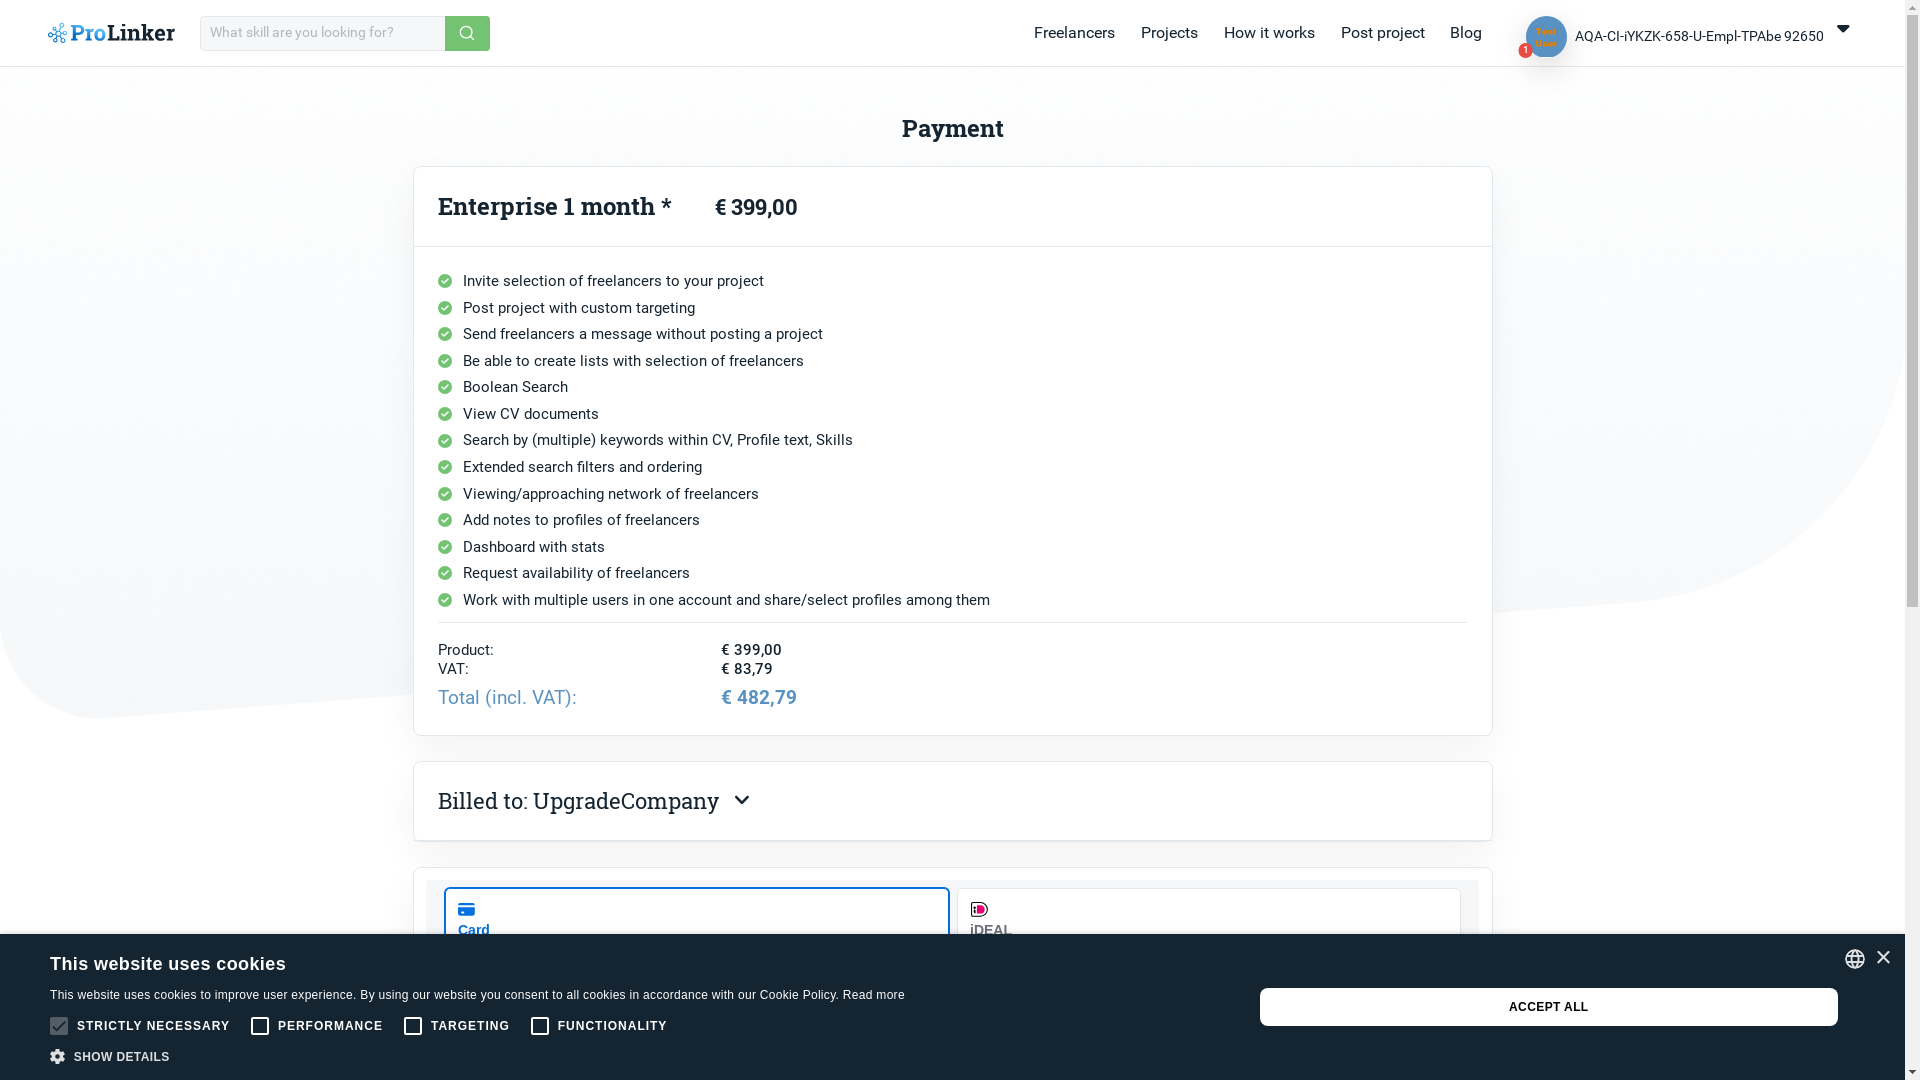 ProLinker
What skill are you looking for?
Freelancers
Projects
How it works
Post project
Blog
Test
User
1
AQA-CI-iYKZK-658-U-Empl-TPAbe 92650
Payment
Enterprise 1 month *
€ 399,00
Invite selection of freelancers to your project
Post project with custom targeting
Send freelancers a message without posting a project
Be able to create lists with selection of freelancers
Boolean Search
View CV documents
Search by (multiple) keywords within CV, Profile text, Skills
Extended search filters and ordering
Viewing/approaching network of freelancers
Add notes to profiles of freelancers
Dashboard with stats
Request availability of freelancers
Work with multiple users in one account and share/select profiles among them
Product: € 399,00
VAT: € 83,79
Total (incl. VAT): € 482,79
Billed to: UpgradeCompany
Card
iDEAL
This website uses cookies
This website uses cookies to improve user experience. By using our website you consent to all cookies in accordance with our Cookie Policy. Read more
STRICTLY NECESSARY
PERFORMANCE
TARGETING
FUNCTIONALITY
SHOW DETAILS
ACCEPT ALL
×